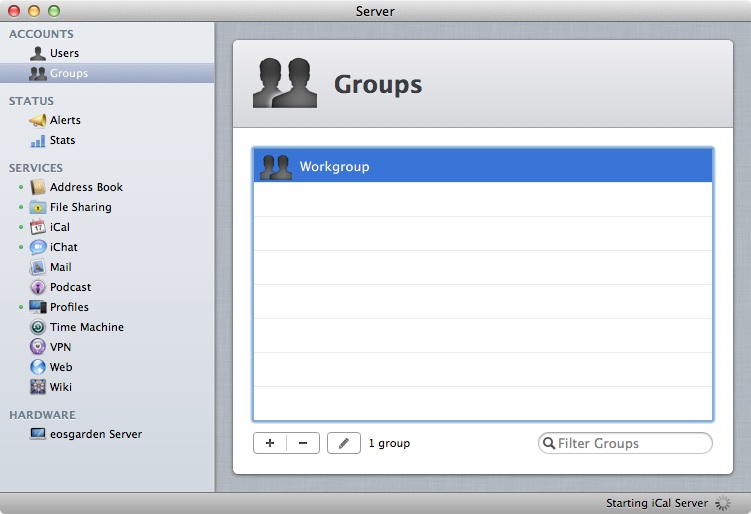 Server
ACCOUNTS
Users
Groups
STATUS
Alerts
Stats
SERVICES
Address Book
File Sharing
iCal
iChat
Mail
Podcast
Profiles
Time Machine
VPN
Web
Wiki
HARDWARE
eosgarden Server
Groups
Workgroup
+ − 1 group Filter Groups
Starting iCal Server
17